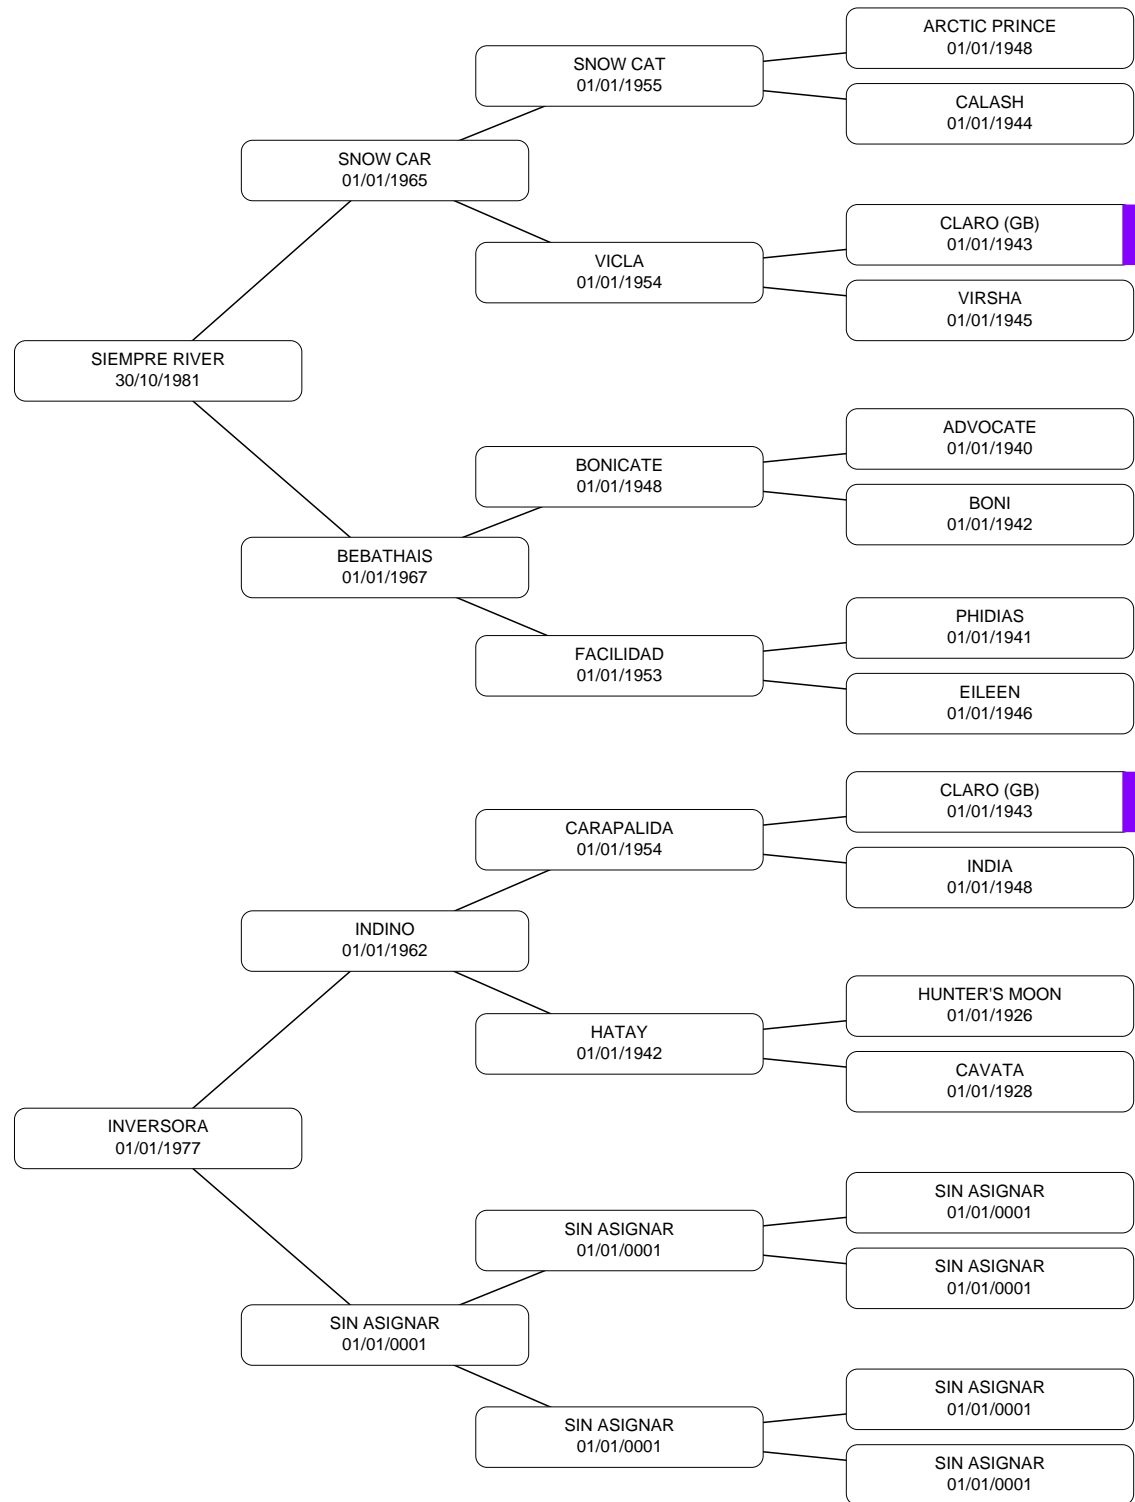 ARCTIC PRINCE
01/01/1948
SNOW CAT
01/01/1955
CALASH
01/01/1944
SNOW CAR
01/01/1965
CLARO (GB)
01/01/1943
VICLA
01/01/1954
VIRSHA
01/01/1945
SIEMPRE RIVER
30/10/1981
ADVOCATE
01/01/1940
BONICATE
01/01/1948
BONI
01/01/1942
BEBATHAIS
01/01/1967
PHIDIAS
01/01/1941
FACILIDAD
01/01/1953
EILEEN
01/01/1946
CLARO (GB)
01/01/1943
CARAPALIDA
01/01/1954
INDIA
01/01/1948
INDINO
01/01/1962
HUNTER'S MOON
01/01/1926
HATAY
01/01/1942
CAVATA
01/01/1928
INVERSORA
01/01/1977
SIN ASIGNAR
01/01/0001
SIN ASIGNAR
01/01/0001
SIN ASIGNAR
01/01/0001
SIN ASIGNAR
01/01/0001
SIN ASIGNAR
01/01/0001
SIN ASIGNAR
01/01/0001
SIN ASIGNAR
01/01/0001